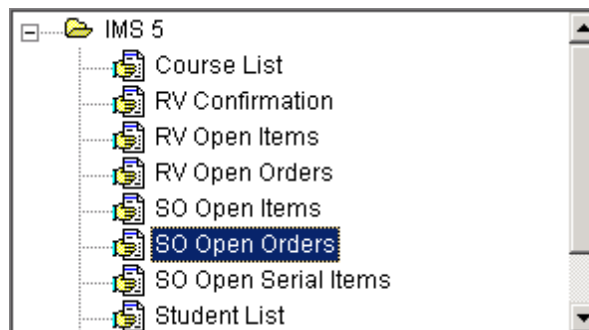 IMS 5
Course List
RV Confirmation
RV Open Items
RV Open Orders
SO Open Items
SO Open Orders
SO Open Serial Items
Student List